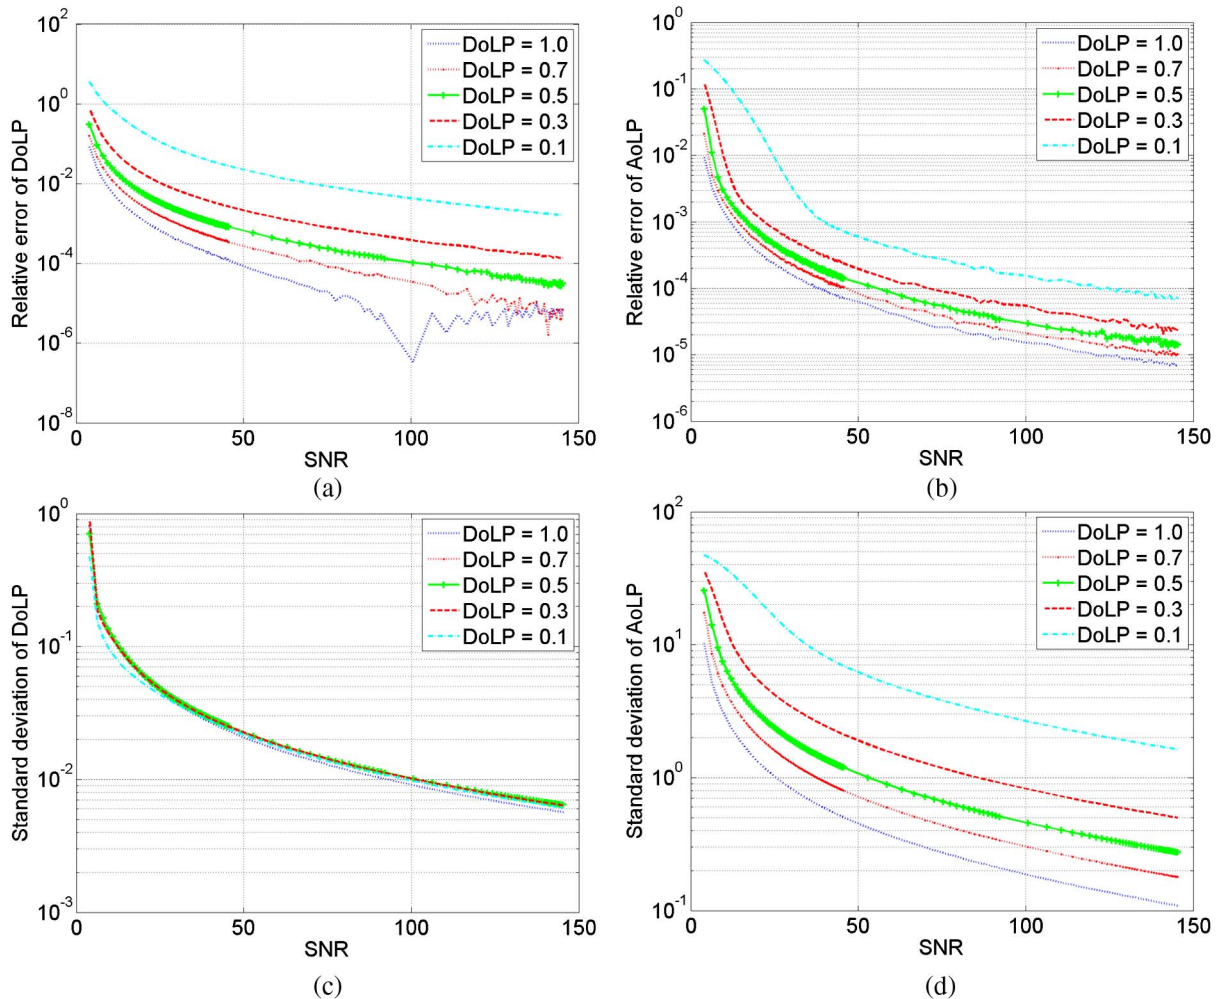 10^2
10^0
10^-2
10^-4
10^-6
10^-8
Relative error of DoLP
DoLP = 1.0
DoLP = 0.7
DoLP = 0.5
DoLP = 0.3
DoLP = 0.1
0 50 100 150
SNR
(a)
10^0
10^-1
10^-2
10^-3
10^-4
10^-5
10^-6
Relative error of AoLP
DoLP = 1.0
DoLP = 0.7
DoLP = 0.5
DoLP = 0.3
DoLP = 0.1
0 50 100 150
SNR
(b)
10^0
10^-1
10^-2
10^-3
Standard deviation of DoLP
DoLP = 1.0
DoLP = 0.7
DoLP = 0.5
DoLP = 0.3
DoLP = 0.1
0 50 100 150
SNR
(c)
10^2
10^1
10^0
10^-1
Standard deviation of AoLP
DoLP = 1.0
DoLP = 0.7
DoLP = 0.5
DoLP = 0.3
DoLP = 0.1
0 50 100 150
SNR
(d)